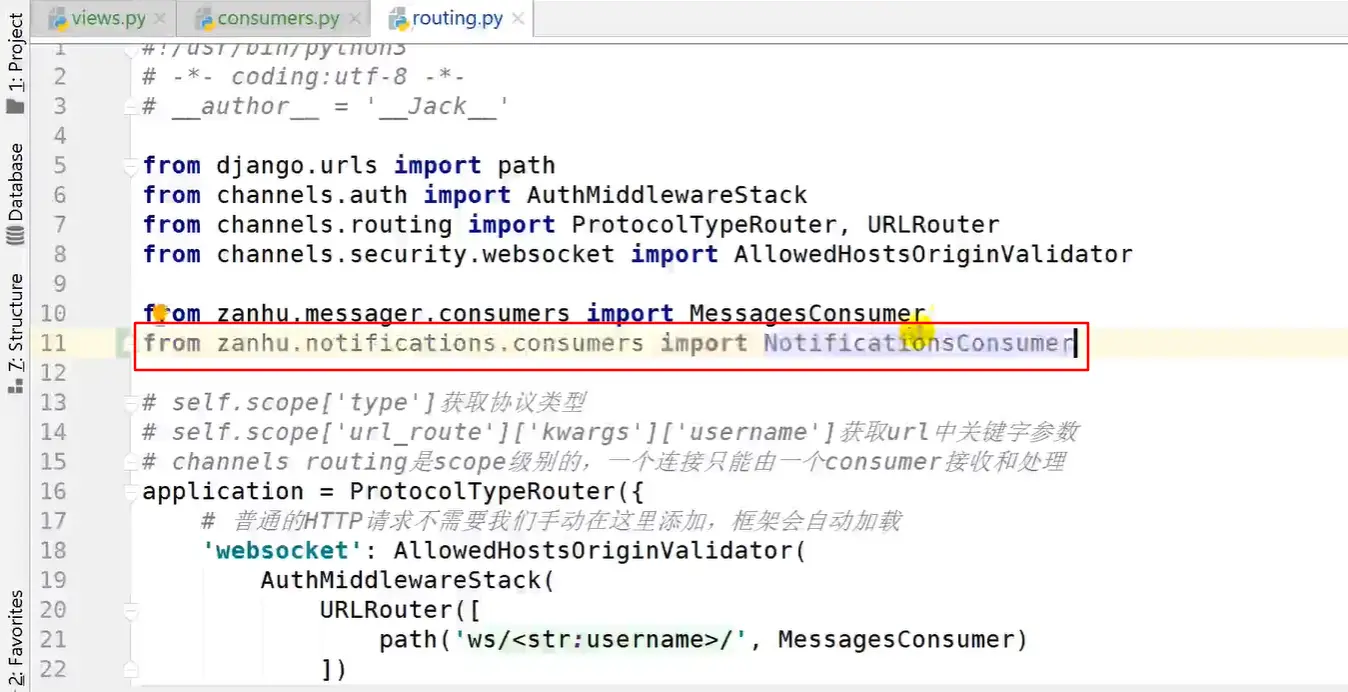 views.py
consumers.py
routing.py
1: Project
Database
7: Structure
2: Favorites
1 #!/usr/bin/python3
2 # -*- coding:utf-8 -*-
3 # __author__ = '__Jack__'
4
5 from django.urls import path
6 from channels.auth import AuthMiddlewareStack
7 from channels.routing import ProtocolTypeRouter, URLRouter
8 from channels.security.websocket import AllowedHostsOriginValidator
9
10 from zanhu.messager.consumers import MessagesConsumer
11 from zanhu.notifications.consumers import NotificationsConsumer
12
13 # self.scope['type']获取协议类型
14 # self.scope['url_route']['kwargs']['username']获取url中关键字参数
15 # channels routing是scope级别的，一个连接只能由一个consumer接收和处理
16 application = ProtocolTypeRouter({
17 # 普通的HTTP请求不需要我们手动在这里添加，框架会自动加载
18 'websocket': AllowedHostsOriginValidator(
19 AuthMiddlewareStack(
20 URLRouter([
21 path('ws/<str:username>/', MessagesConsumer)
22 ])